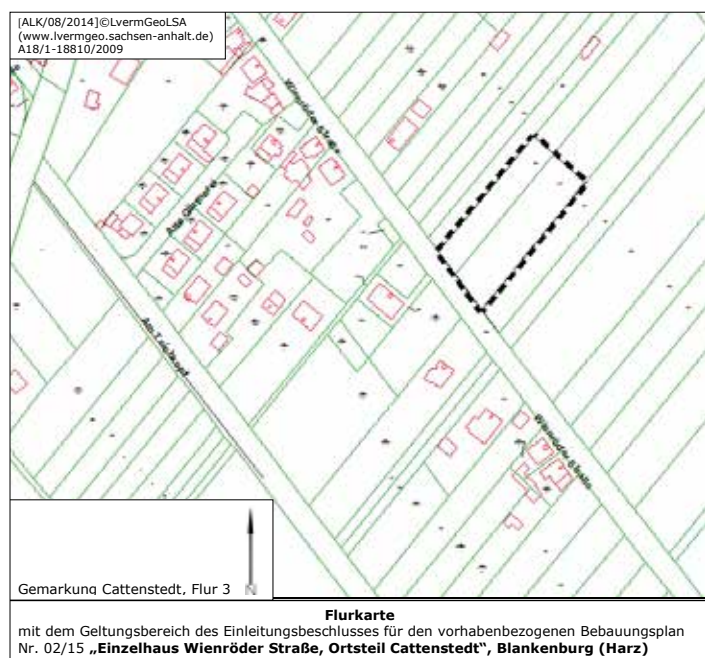 [ALK/08/2014]©LvermGeoLSA
(www.lvermgeo.sachsen-anhalt.de)
A18/1-18810/2009
Wienröder Straße
Wienröder Straße
Gemarkung Cattenstedt, Flur 3
N
Flurkarte
mit dem Geltungsbereich des Einleitungsbeschlusses für den vorhabenbezogenen Bebauungsplan
Nr. 02/15 „Einzelhaus Wienröder Straße, Ortsteil Cattenstedt“, Blankenburg (Harz)